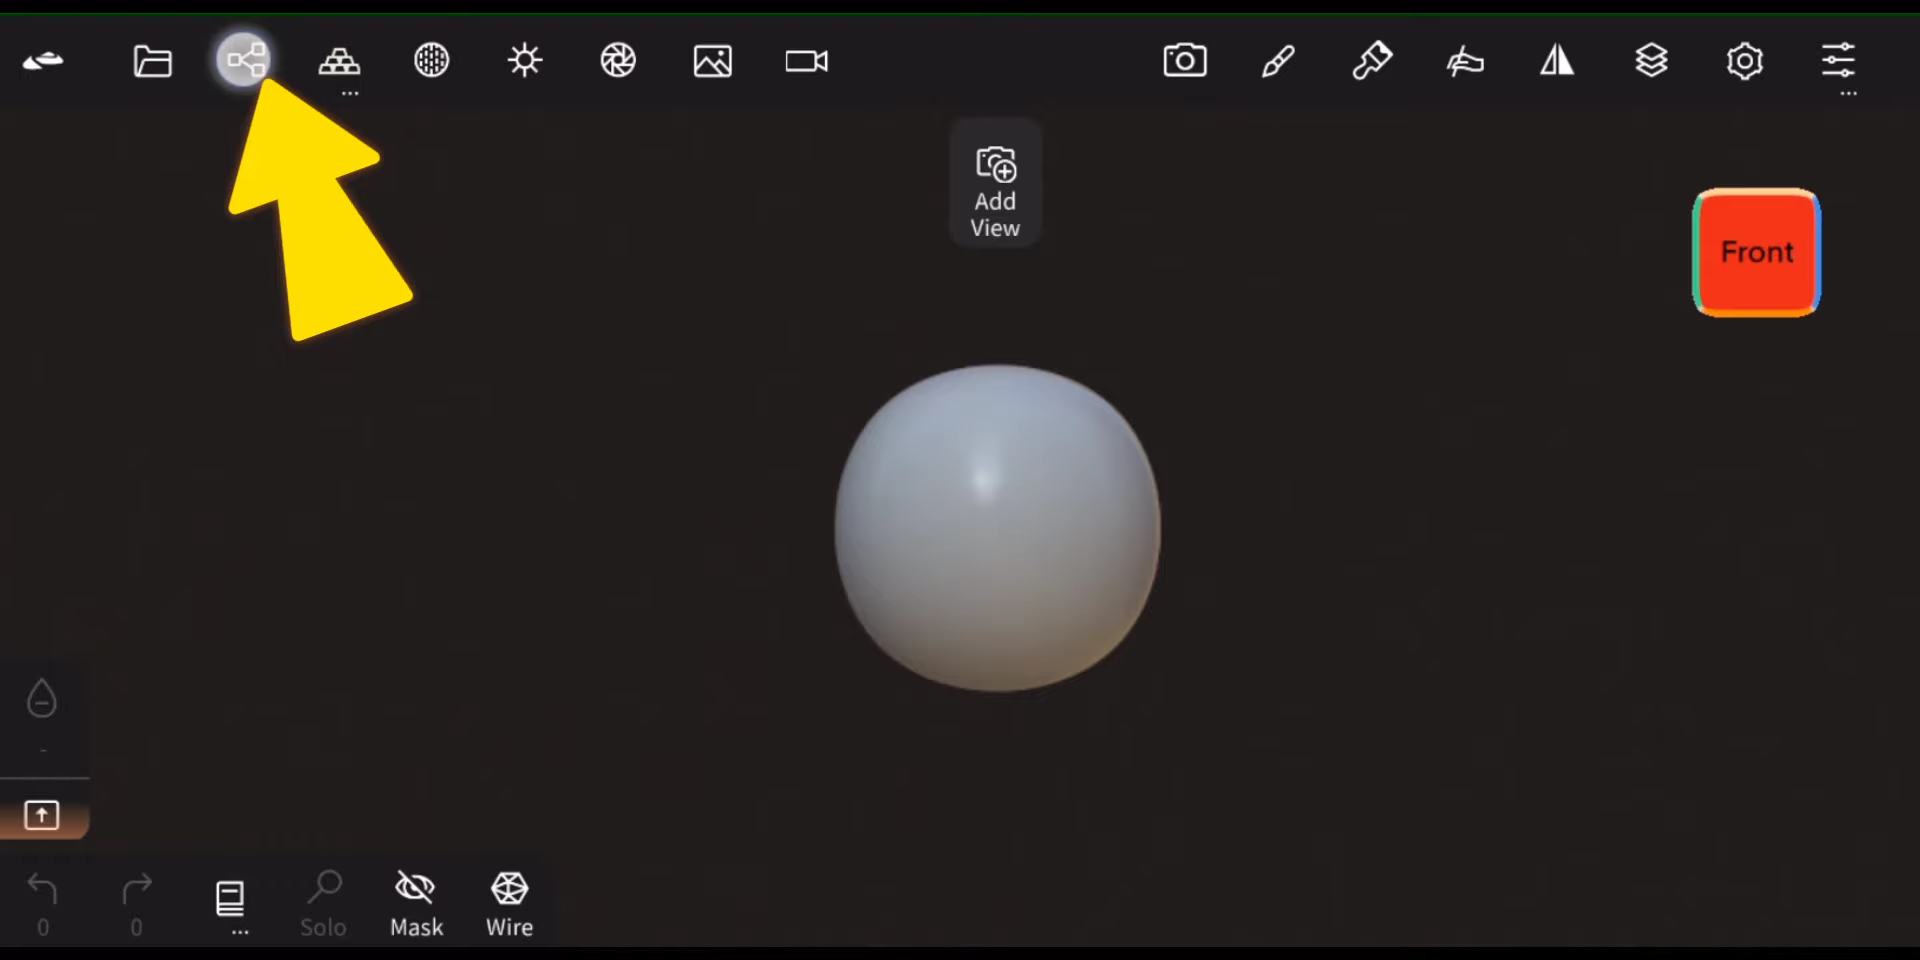 ...
...
Add
View
Front
-
0
0
...
Solo
Mask
Wire